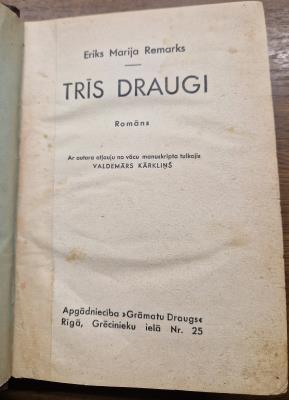 Eriks Marija Remarks
TRĪS DRAUGI
Romāns
Ar autora atļauju no vācu manuskripta tulkojis
VALDEMĀRS KĀRKLIŅŠ
Apgādniecība »Grāmatu Draugs«
Rīgā, Grēcinieku ielā Nr. 25